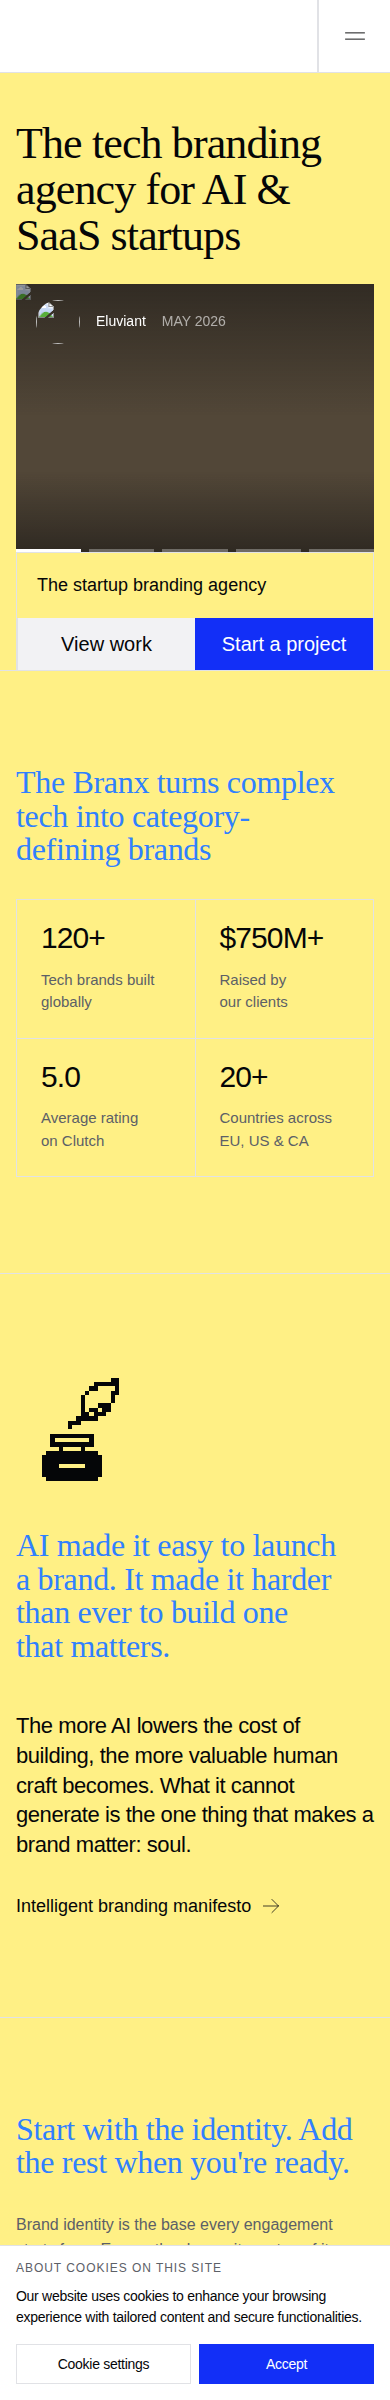 The tech branding
agency for AI &
SaaS startups
Eluviant MAY 2026
The startup branding agency
View work Start a project
The Branx turns complex
tech into category-
defining brands
120+ $750M+
Tech brands built Raised by
globally our clients
5.0 20+
Average rating Countries across
on Clutch EU, US & CA
AI made it easy to launch
a brand. It made it harder
than ever to build one
that matters.
The more AI lowers the cost of
building, the more valuable human
craft becomes. What it cannot
generate is the one thing that makes a
brand matter: soul.
Intelligent branding manifesto
Start with the identity. Add
the rest when you're ready.
Brand identity is the base every engagement
ABOUT COOKIES ON THIS SITE
Our website uses cookies to enhance your browsing
experience with tailored content and secure functionalities.
Cookie settings Accept